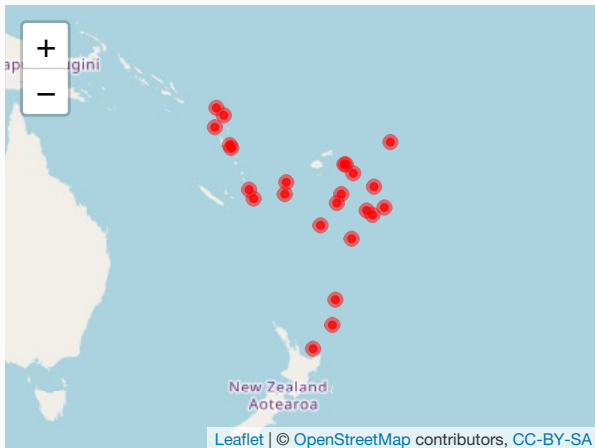 +
−
New Zealand
Aotearoa
Leaflet | © OpenStreetMap contributors, CC-BY-SA